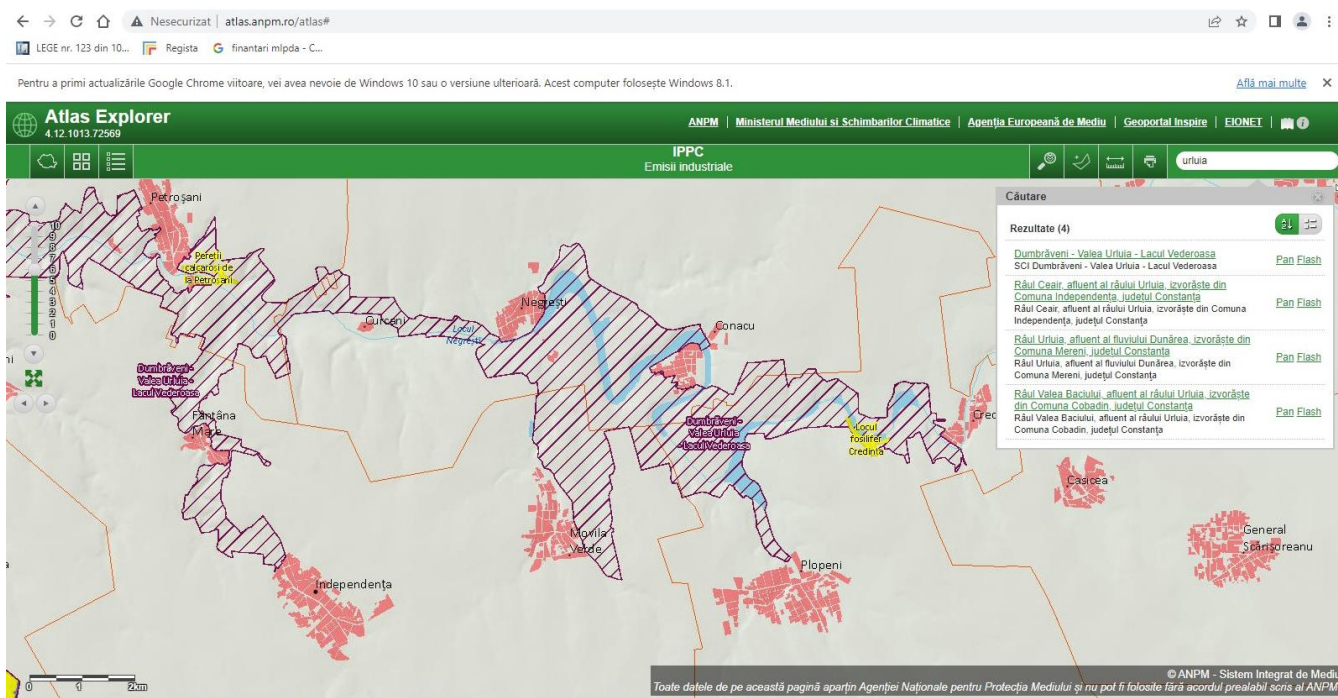 Nesecurizat | atlas.anpm.ro/atlas#
LEGE nr. 123 din 10... Regista G finantari mlpda - C...
Pentru a primi actualizările Google Chrome viitoare, vei avea nevoie de Windows 10 sau o versiune ulterioară. Acest computer folosește Windows 8.1. Află mai multe
Atlas Explorer
4.12.1013.72569
ANPM | Ministerul Mediului si Schimbarilor Climatice | Agenția Europeană de Mediu | Geoportal Inspire | EIONET |
IPPC
Emisii industriale
urluia
Căutare
Rezultate (4)
Dumbrăveni - Valea Urluia - Lacul Vederoasa
SCI Dumbrăveni - Valea Urluia - Lacul Vederoasa
Pan Flash
Râul Ceair, afluent al râului Urluia, izvorăște din
Comuna Independența, județul Constanța
Râul Ceair, afluent al râului Urluia, izvorăște din Comuna
Independența, județul Constanța
Pan Flash
Râul Urluia, afluent al fluviului Dunărea, izvorăște din
Comuna Mereni, județul Constanța
Râul Urluia, afluent al fluviului Dunărea, izvorăște din
Comuna Mereni, județul Constanța
Pan Flash
Râul Valea Baciului, afluent al râului Urluia, izvorăște
din Comuna Cobadin, județul Constanța
Râul Valea Baciului, afluent al râului Urluia, izvorăște din
Comuna Cobadin, județul Constanța
Pan Flash
10
9
8
7
6
5
4
3
2
1
0
Petroșani
Pereții
calcaroși de
la Petroșani
Curcani
Locul
Negrești
Negrești
Conacu
Dumbrăveni -
Valea Urluia -
Lacul Vederoasa
Fântâna
Mare
Dumbrăveni -
Valea Urluia
- Lacul Vederoasa
Locul
fosilifer
Credința
Cred
Casicea
General
Scărișoreanu
Movila
Verde
Plopeni
Independența
0 1 2km
© ANPM - Sistem Integrat de Mediu
Toate datele de pe această pagină aparțin Agenției Naționale pentru Protecția Mediului și nu pot fi folosite fără acordul prealabil scris al ANPM